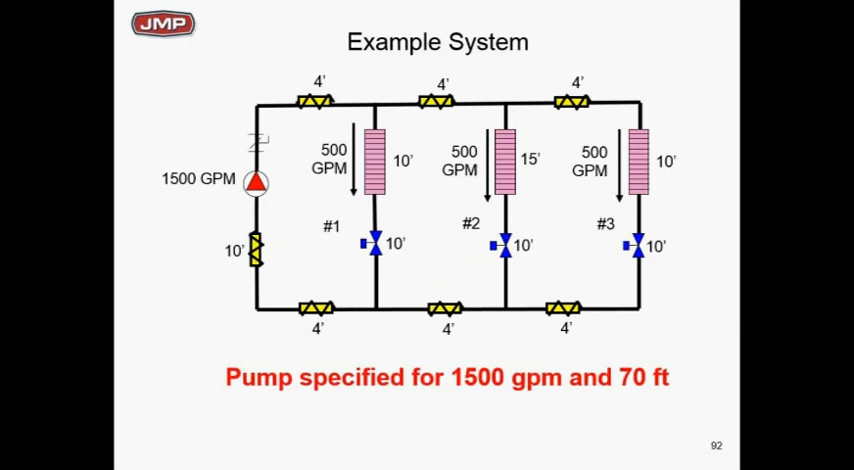 JMP
Example System
4'
4'
4'
500
GPM
10'
500
GPM
15'
500
GPM
10'
1500 GPM
#1
#2
#3
10'
10'
10'
10'
4'
4'
4'
Pump specified for 1500 gpm and 70 ft
92